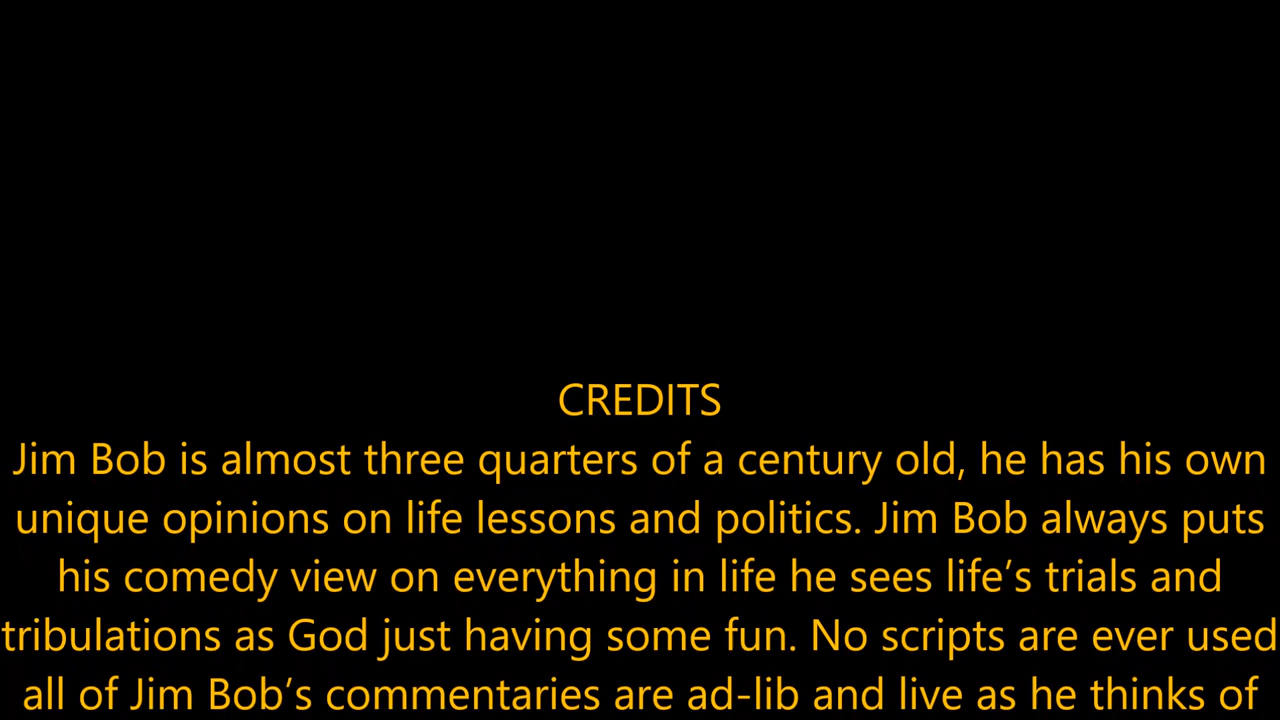 CREDITS
Jim Bob is almost three quarters of a century old, he has his own
unique opinions on life lessons and politics. Jim Bob always puts
his comedy view on everything in life he sees life’s trials and
tribulations as God just having some fun. No scripts are ever used
all of Jim Bob’s commentaries are ad-lib and live as he thinks of